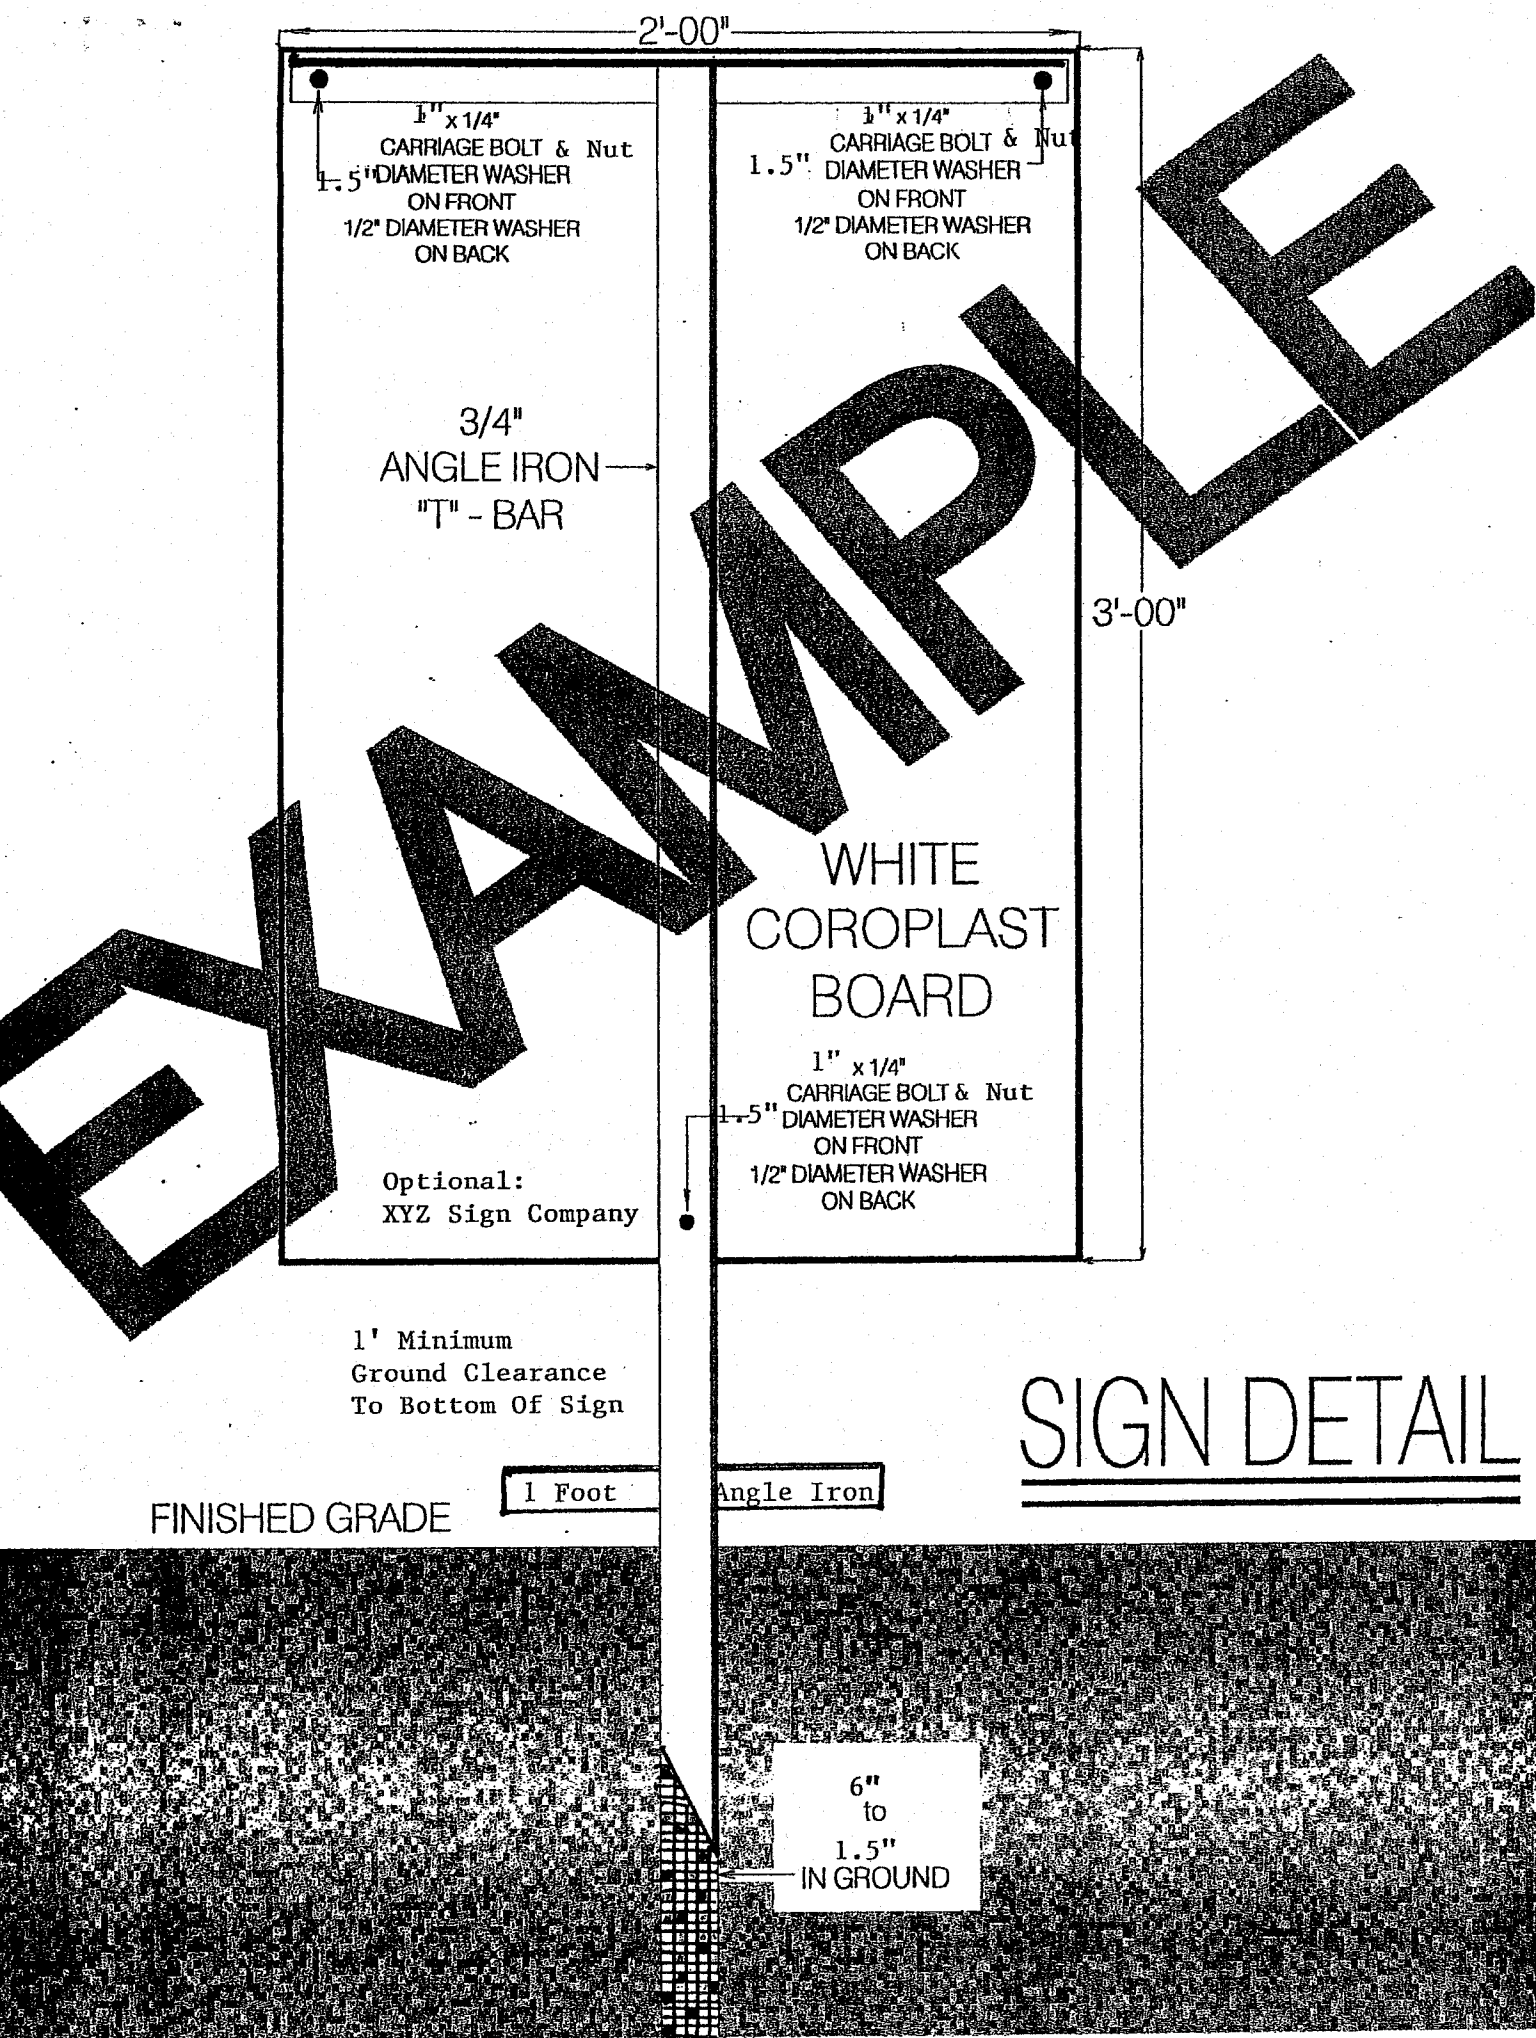 2'-00"
1" x 1/4"
CARRIAGE BOLT & Nut
1.5" DIAMETER WASHER
ON FRONT
1/2" DIAMETER WASHER
ON BACK
1" x 1/4"
CARRIAGE BOLT & Nut
1.5" DIAMETER WASHER
ON FRONT
1/2" DIAMETER WASHER
ON BACK
3/4"
ANGLE IRON
"T" - BAR
3'-00"
EXAMPLE
WHITE
COROPLAST
BOARD
1" x 1/4"
CARRIAGE BOLT & Nut
1.5" DIAMETER WASHER
ON FRONT
1/2" DIAMETER WASHER
ON BACK
Optional:
XYZ Sign Company
1' Minimum
Ground Clearance
To Bottom Of Sign
SIGN DETAIL
1 Foot Angle Iron
FINISHED GRADE
6"
to
1.5"
IN GROUND